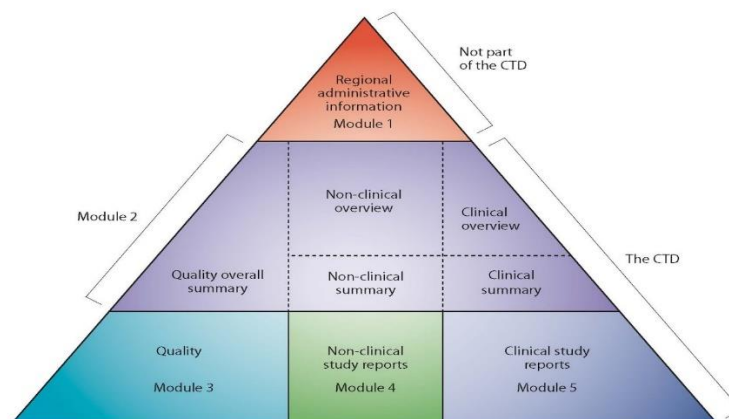 Not part
of the CTD
Regional
administrative
information
Module 1
Module 2
Non-clinical
overview
Clinical
overview
The CTD
Quality overall
summary
Non-clinical
summary
Clinical
summary
Quality
Module 3
Non-clinical
study reports
Module 4
Clinical study
reports
Module 5